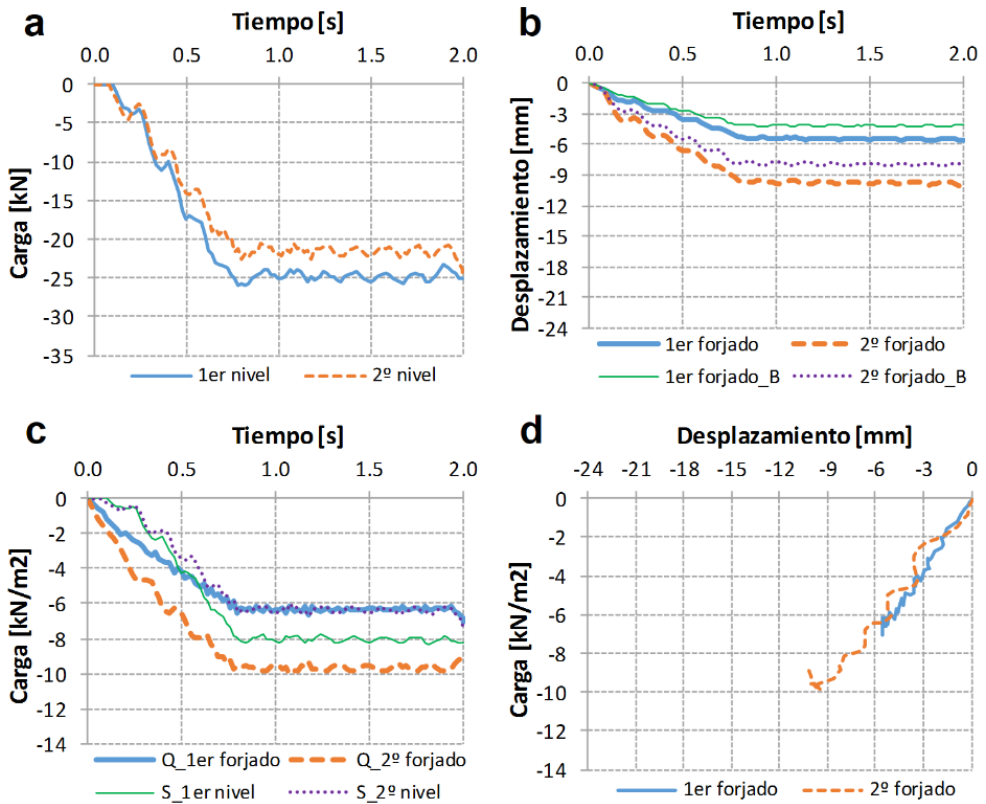 a
Tiempo [s]
0.0 0.5 1.0 1.5 2.0
Carga [kN]
0
-5
-10
-15
-20
-25
-30
-35
1er nivel 2º nivel
b
Tiempo [s]
0.0 0.5 1.0 1.5 2.0
Desplazamiento [mm]
0
-3
-6
-9
-12
-15
-18
-21
-24
1er forjado 2º forjado
1er forjado_B 2º forjado_B
c
Tiempo [s]
0.0 0.5 1.0 1.5 2.0
Carga [kN/m2]
0
-2
-4
-6
-8
-10
-12
-14
Q_1er forjado Q_2º forjado
S_1er nivel S_2º nivel
d
Desplazamiento [mm]
-24 -21 -18 -15 -12 -9 -6 -3 0
Carga [kN/m2]
0
-2
-4
-6
-8
-10
-12
-14
1er forjado 2º forjado